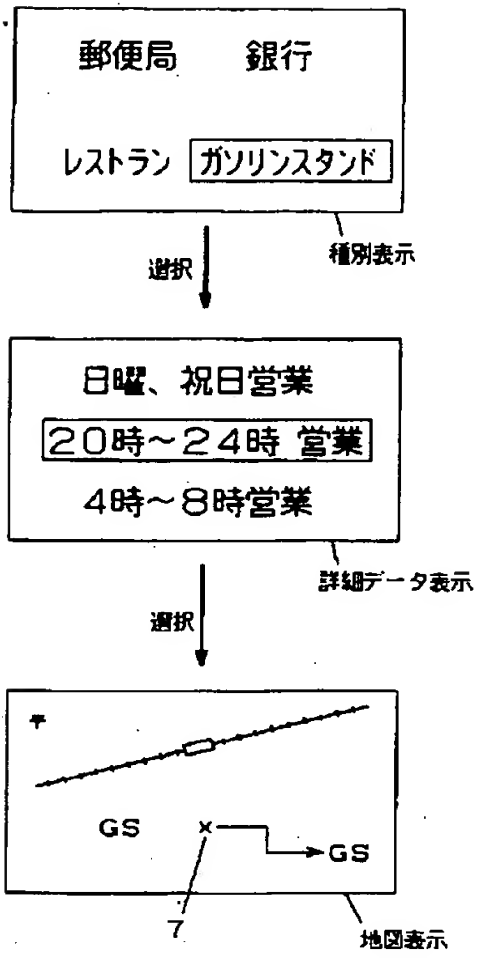 郵便局 銀行
レストラン ガソリンスタンド
種別表示
選択
日曜、祝日営業
20時～24時 営業
4時～8時営業
詳細データ表示
選択
〒
GS × GS
7
地図表示